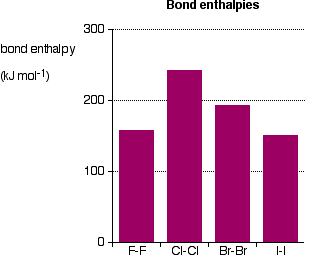 Bond enthalpies
bond enthalpy
(kJ mol-1)
300
200
100
0
F-F Cl-Cl Br-Br I-I